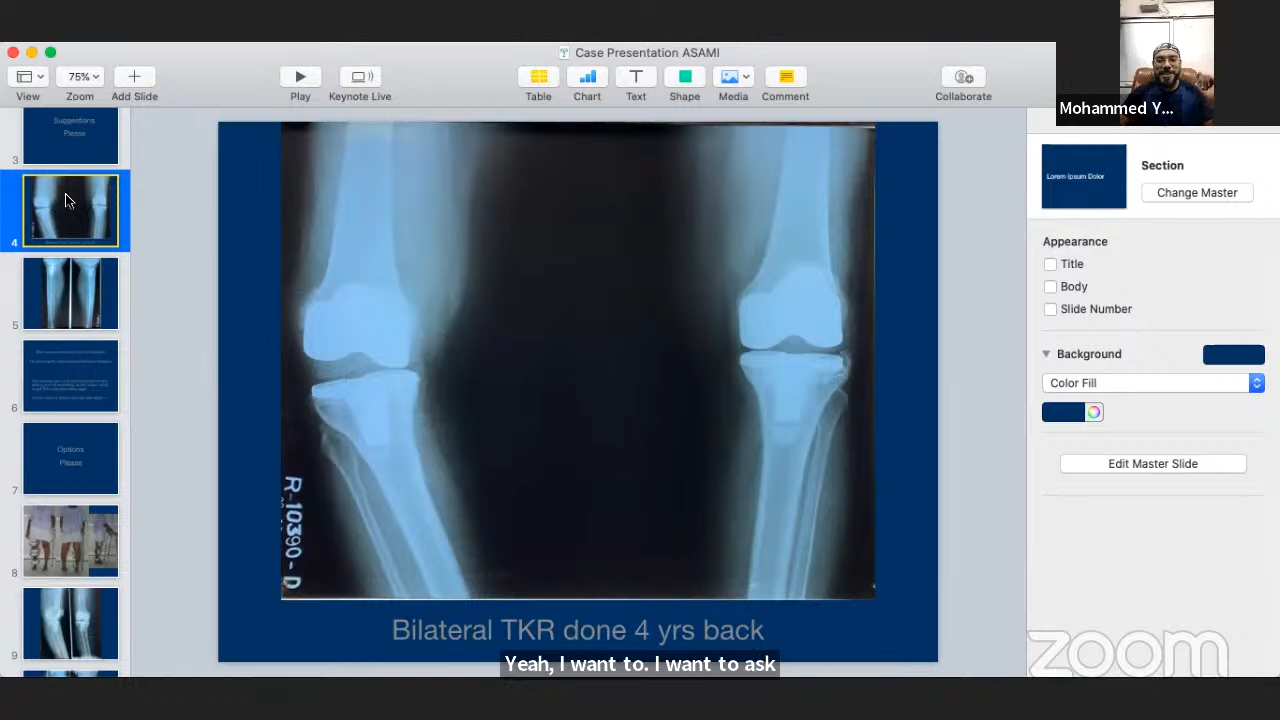 Case Presentation ASAMI
75%
View
Zoom
Add Slide
Play
Keynote Live
Table
Chart
Text
Shape
Media
Comment
Collaborate
Mohammed Y...
Suggestions
Please
3
4
5
6
Options
Please
7
8
9
R-10390-D
Bilateral TKR done 4 yrs back
Yeah, I want to. I want to ask
Lorem Ipsum Dolor
Section
Change Master
Appearance
Title
Body
Slide Number
Background
Color Fill
Edit Master Slide
zoom